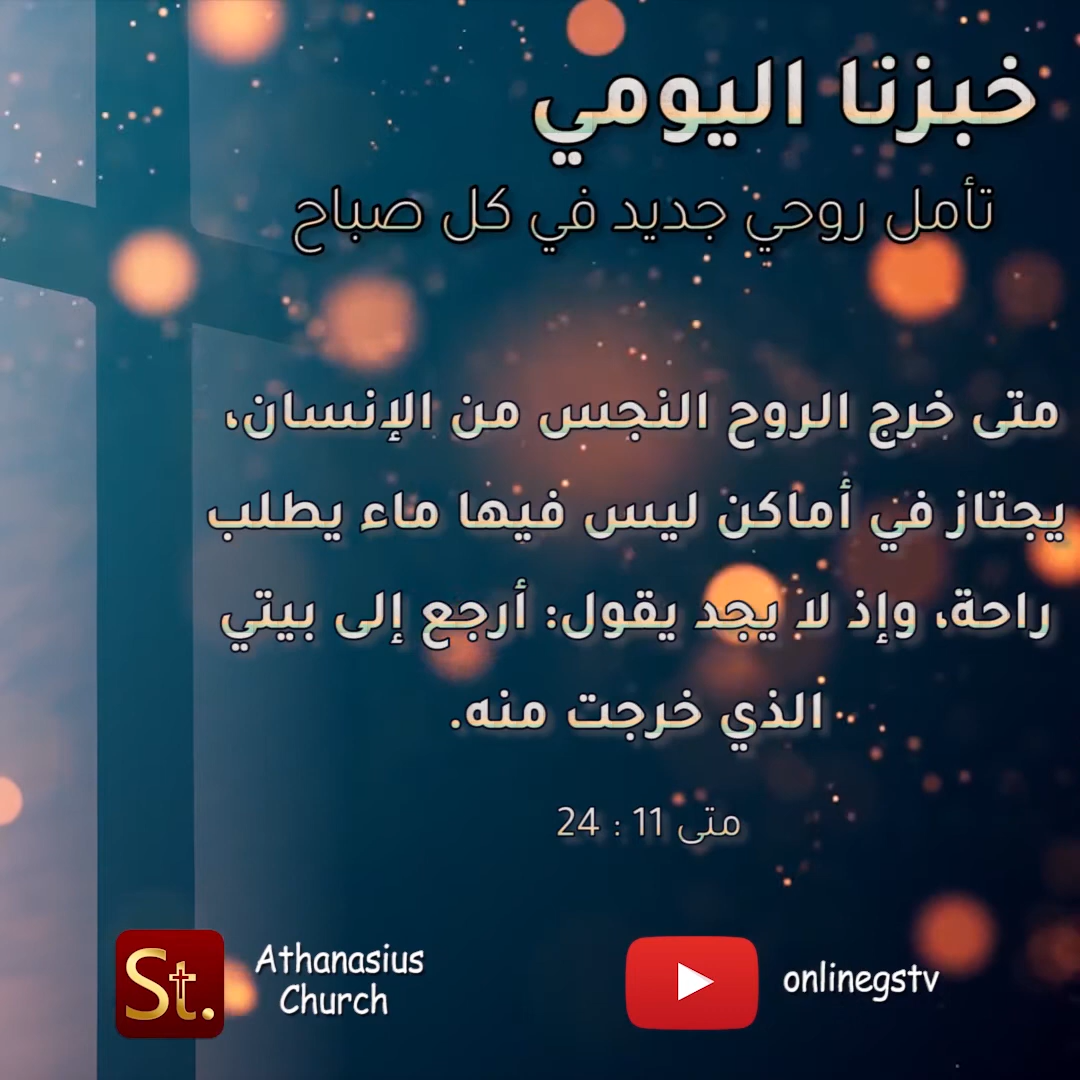 خبزنا اليومي
تأمل روحي جديد في كل صباح
متى خرج الروح النجس من الإنسان،
يجتاز في أماكن ليس فيها ماء يطلب
راحة، وإذ لا يجد يقول: أرجع إلى بيتي
الذي خرجت منه.
متى 11 : 24
St.
Athanasius
Church
onlinegstv